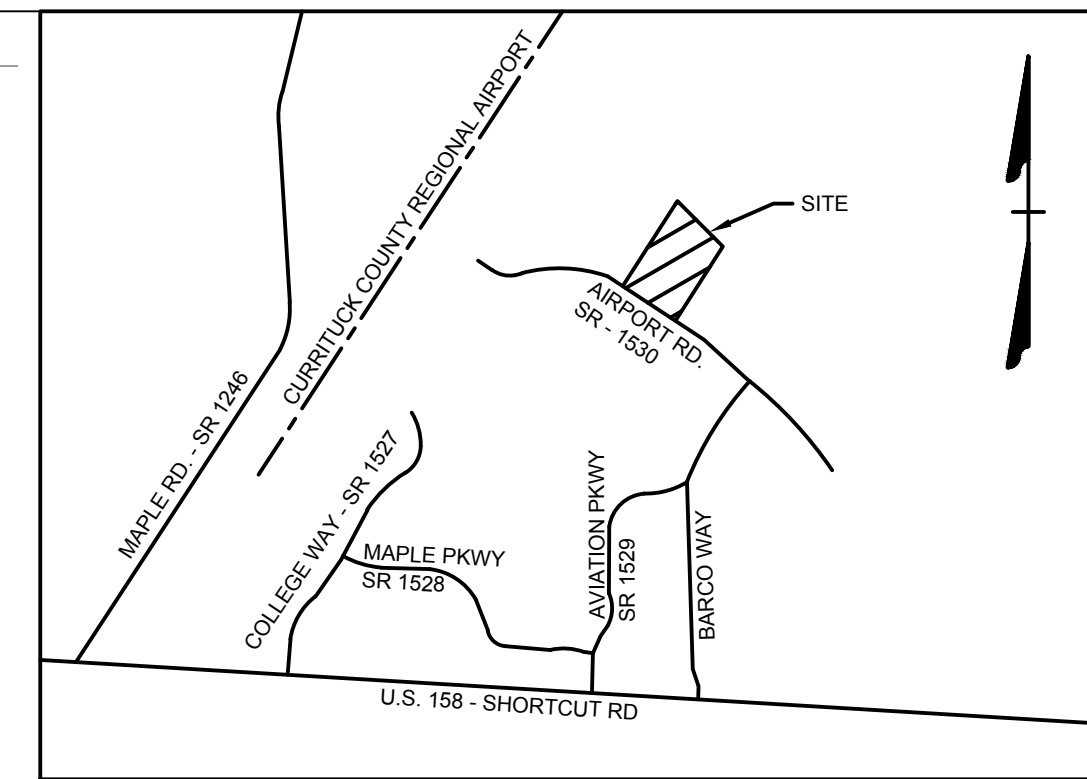 CURRITUCK COUNTY REGIONAL AIRPORT
SITE
AIRPORT RD.
SR - 1530
MAPLE RD. - SR 1246
COLLEGE WAY - SR 1527
MAPLE PKWY
SR 1528
AVIATION PKWY
SR 1529
BARCO WAY
U.S. 158 - SHORTCUT RD